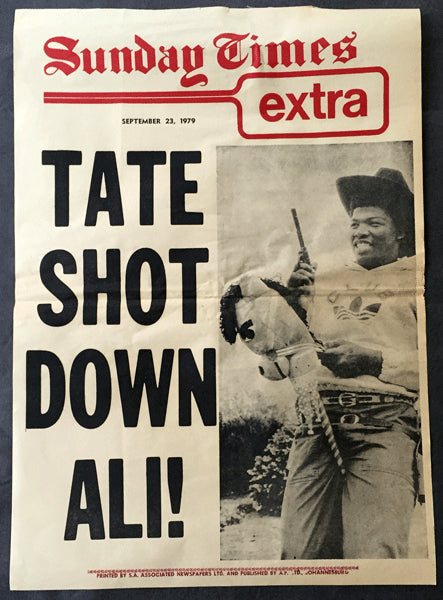 Sunday Times
extra
SEPTEMBER 23, 1979
TATE
SHOT
DOWN
ALI!
PRINTED BY S.A. ASSOCIATED NEWSPAPERS LTD. AND PUBLISHED BY A.P. LTD., JOHANNESBURG